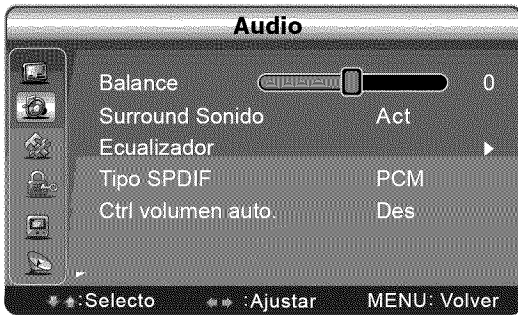 Audio
Balance 0
Surround Sonido Act
Ecualizador
Tipo SPDIF PCM
Ctrl volumen auto. Des
:Selecto :Ajustar MENU: Volver